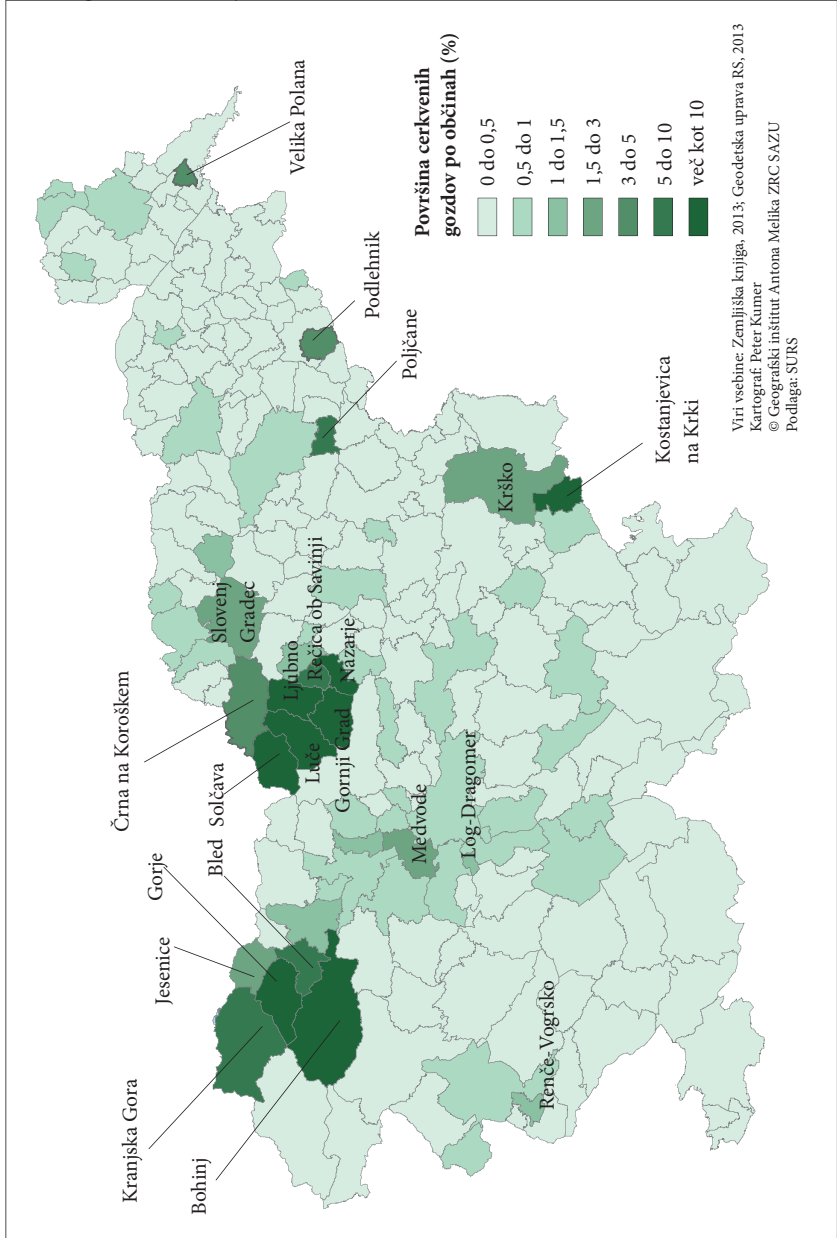 Kranjska Gora
Bohinj
Jesenice
Gorje
Bled
Solčava
Črna na Koroškem
Luče
Gornji Grad
Ljubno
Rečica ob Savinji
Nazarje
Slovenj
Gradec
Medvode
Log-Dragomer
Renče-Vogrsko
Krško
Kostanjevica
na Krki
Poljčane
Podlehnik
Velika Polana
Površina cerkvenih
gozdov po občinah (%)
0 do 0,5
0,5 do 1
1 do 1,5
1,5 do 3
3 do 5
5 do 10
več kot 10
Viri vsebine: Zemljiška knjiga, 2013; Geodetska uprava RS, 2013
Kartograf: Peter Kumer
© Geografski inštitut Antona Melika ZRC SAZU
Podlaga: SURS